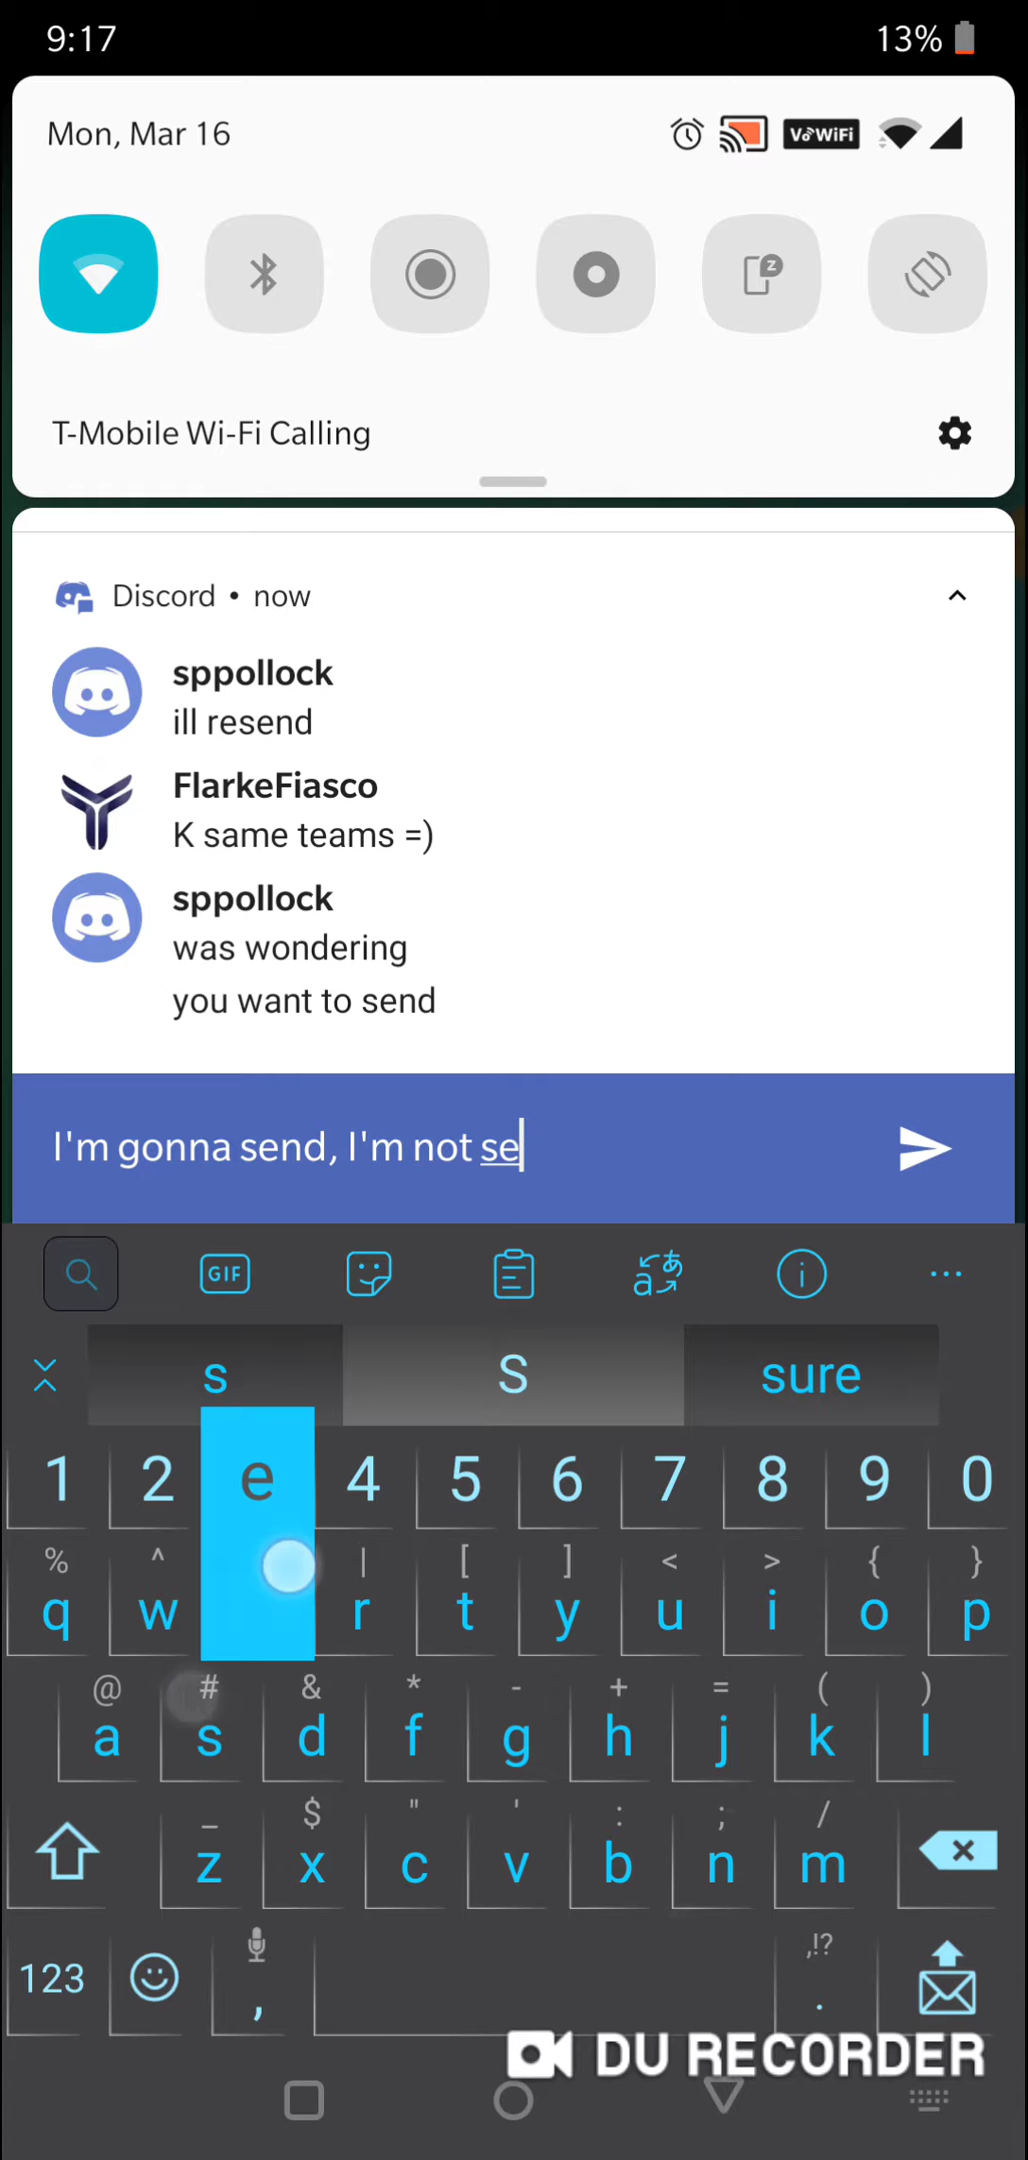 9:17 13%
Mon, Mar 16 VoWiFi
T-Mobile Wi-Fi Calling
Discord • now
sppollock
ill resend
FlarkeFiasco
K same teams =)
sppollock
was wondering
you want to send
I'm gonna send, I'm not se
GIF aあ i ...
s S sure
1 2 e 4 5 6 7 8 9 0
% ^ | [ ] < > { }
q w r t y u i o p
@ # & * - + = ( )
a s d f g h j k l
_ $ " ' : ; /
z x c v b n m
,!?
123 , .
DU RECORDER